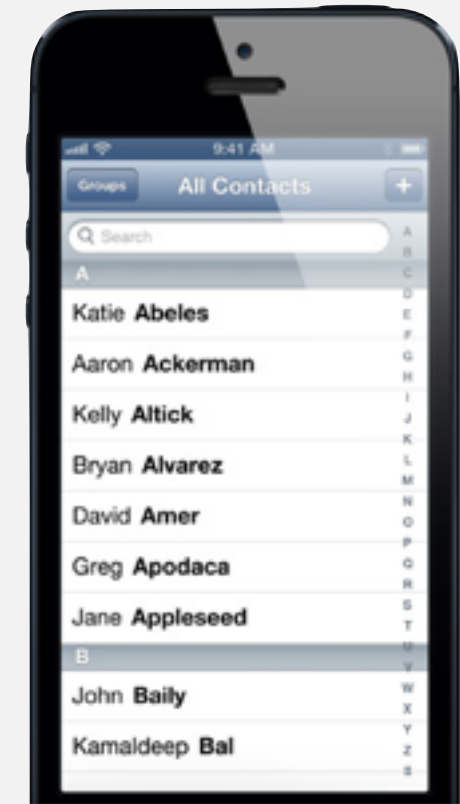 9:41 AM
Groups All Contacts +
Search
A
Katie Abeles
Aaron Ackerman
Kelly Altick
Bryan Alvarez
David Amer
Greg Apodaca
Jane Appleseed
B
John Baily
Kamaldeep Bal
A
B
C
D
E
F
G
H
I
J
K
L
M
N
O
P
Q
R
S
T
U
V
W
X
Y
Z
#